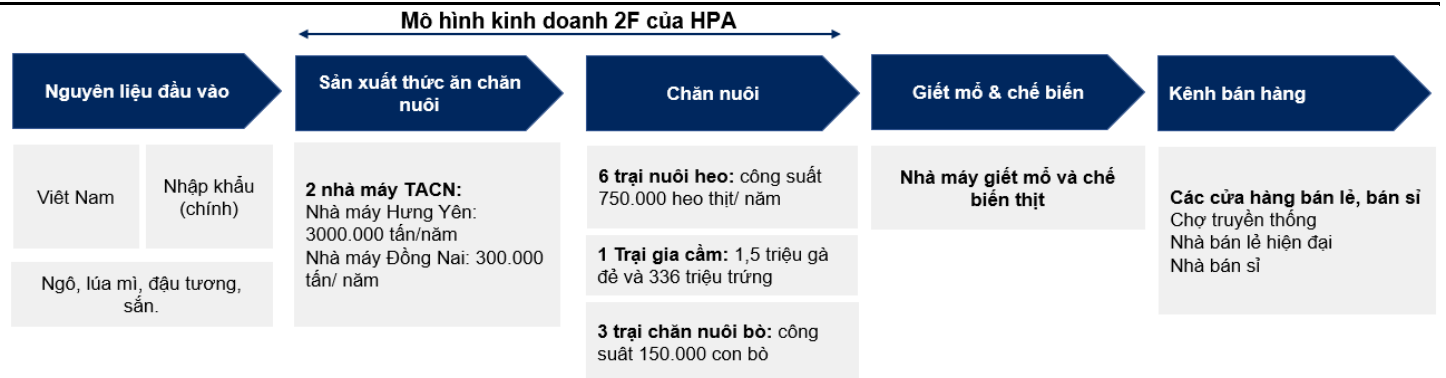 Mô hình kinh doanh 2F của HPA
Nguyên liệu đầu vào
Sản xuất thức ăn chăn
nuôi
Chăn nuôi
Giết mổ & chế biến
Kênh bán hàng
Viêt Nam
Nhập khẩu
(chính)
Ngô, lúa mì, đậu tương,
sắn.
2 nhà máy TACN:
Nhà máy Hưng Yên:
3000.000 tấn/năm
Nhà máy Đồng Nai: 300.000
tấn/ năm
6 trại nuôi heo: công suất
750.000 heo thịt/ năm
1 Trại gia cầm: 1,5 triệu gà
đẻ và 336 triệu trứng
3 trại chăn nuôi bò: công
suât 150.000 con bò
Nhà máy giết mổ và chế
biến thịt
Các cửa hàng bán lẻ, bán sỉ
Chợ truyền thống
Nhà bán lẻ hiện đại
Nhà bán sỉ